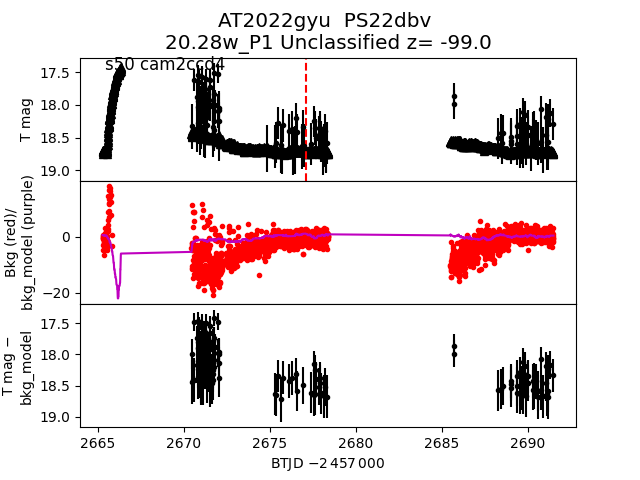 AT2022gyu PS22dbv
20.28w_P1 Unclassified z= -99.0
s50 cam2ccd4
17.5
18.0
18.5
19.0
T mag
0
−20
Bkg (red)/
bkg_model (purple)
17.5
18.0
18.5
19.0
T mag −
bkg_model
2665
2670
2675
2680
2685
2690
BTJD −2 457 000